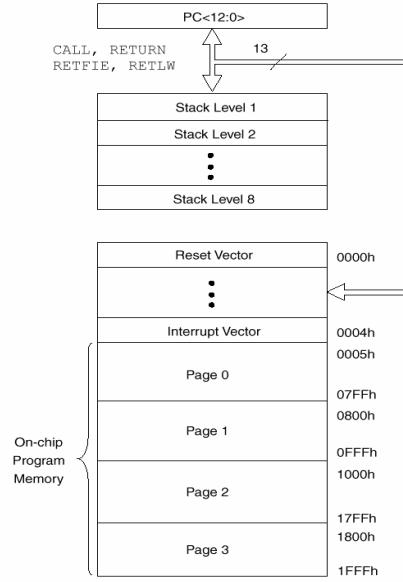 PC<12:0>
CALL, RETURN
RETFIE, RETLW
13
Stack Level 1
Stack Level 2
Stack Level 8
Reset Vector
0000h
Interrupt Vector
0004h
0005h
Page 0
07FFh
0800h
Page 1
0FFFh
On-chip
Program
Memory
1000h
Page 2
17FFh
1800h
Page 3
1FFFh